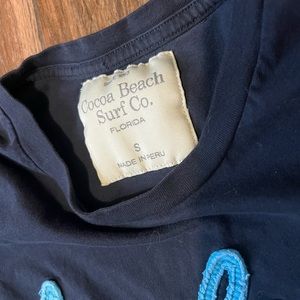 Cocoa Beach
Surf Co.
FLORIDA
S
MADE IN PERU